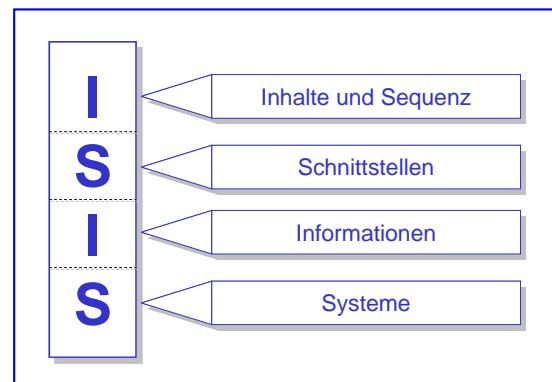 I Inhalte und Sequenz
S Schnittstellen
I Informationen
S Systeme